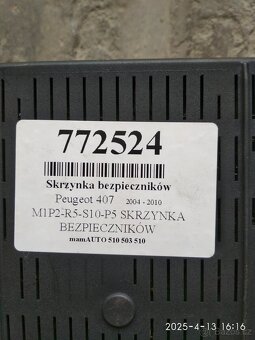 772524
Skrzynka bezpieczników
Peugeot 407 2004 - 2010
M1P2-R5-S10-P5 SKRZYNKA
BEZPIECZNIKÓW
mamAUTO 510 503 510
2025-4-13 16:16